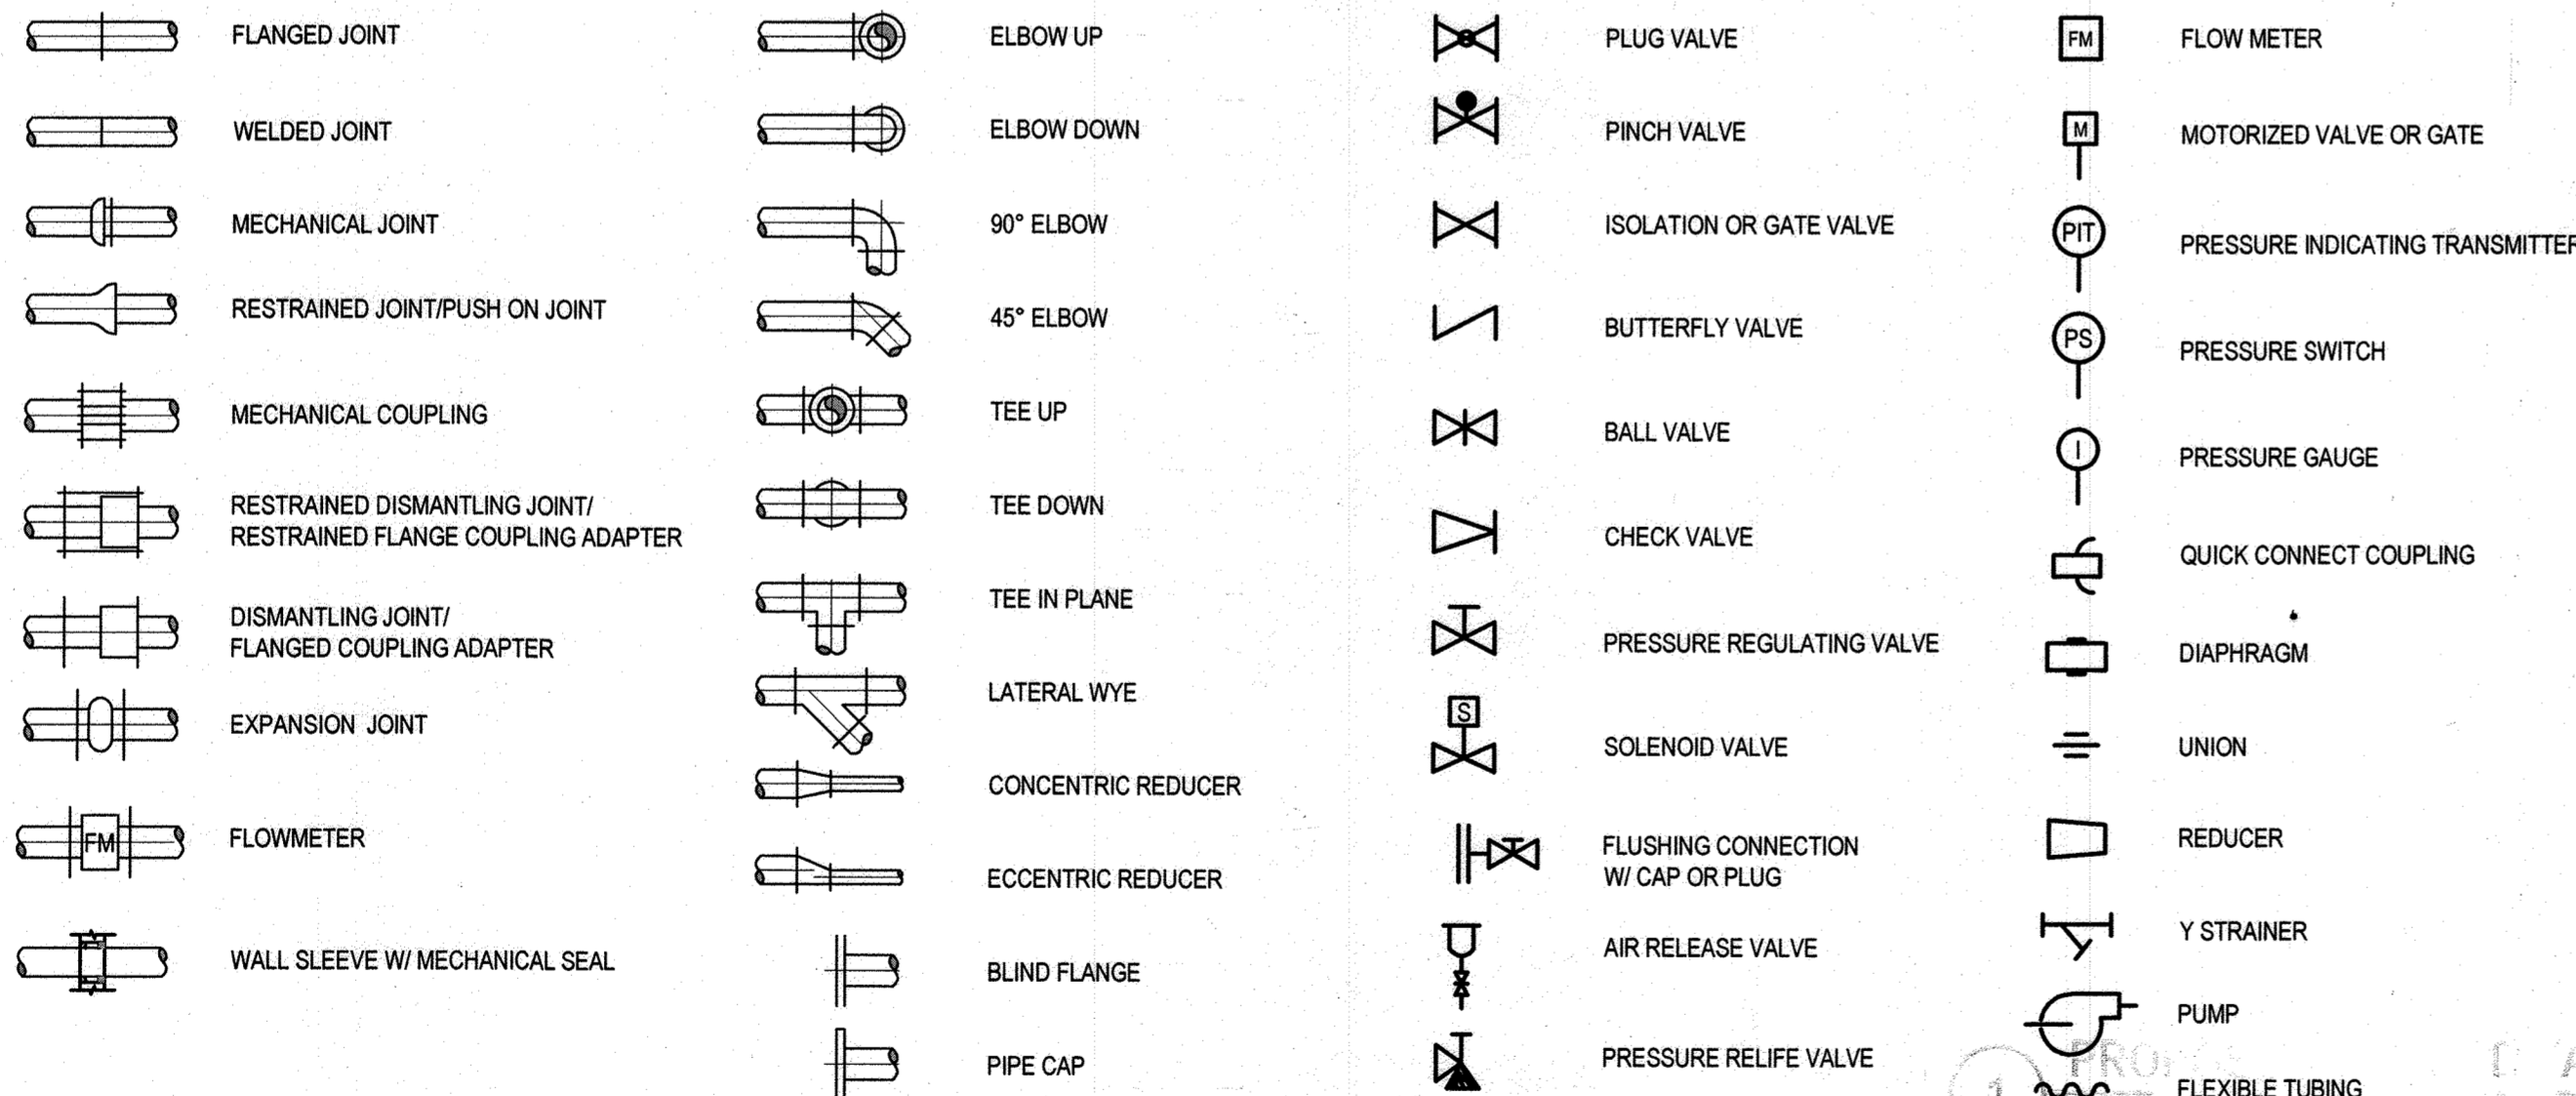 FLANGED JOINT
WELDED JOINT
MECHANICAL JOINT
RESTRAINED JOINT/PUSH ON JOINT
MECHANICAL COUPLING
RESTRAINED DISMANTLING JOINT/
RESTRAINED FLANGE COUPLING ADAPTER
DISMANTLING JOINT/
FLANGED COUPLING ADAPTER
EXPANSION JOINT
FM
FLOWMETER
WALL SLEEVE W/ MECHANICAL SEAL
ELBOW UP
ELBOW DOWN
90° ELBOW
45° ELBOW
TEE UP
TEE DOWN
TEE IN PLANE
LATERAL WYE
CONCENTRIC REDUCER
ECCENTRIC REDUCER
BLIND FLANGE
PIPE CAP
PLUG VALVE
PINCH VALVE
ISOLATION OR GATE VALVE
BUTTERFLY VALVE
BALL VALVE
CHECK VALVE
PRESSURE REGULATING VALVE
S
SOLENOID VALVE
FLUSHING CONNECTION
W/ CAP OR PLUG
AIR RELEASE VALVE
PRESSURE RELIFE VALVE
FM
FLOW METER
M
MOTORIZED VALVE OR GATE
PIT
PRESSURE INDICATING TRANSMITTER
PS
PRESSURE SWITCH
I
PRESSURE GAUGE
QUICK CONNECT COUPLING
DIAPHRAGM
UNION
REDUCER
Y STRAINER
PUMP
FLEXIBLE TUBING